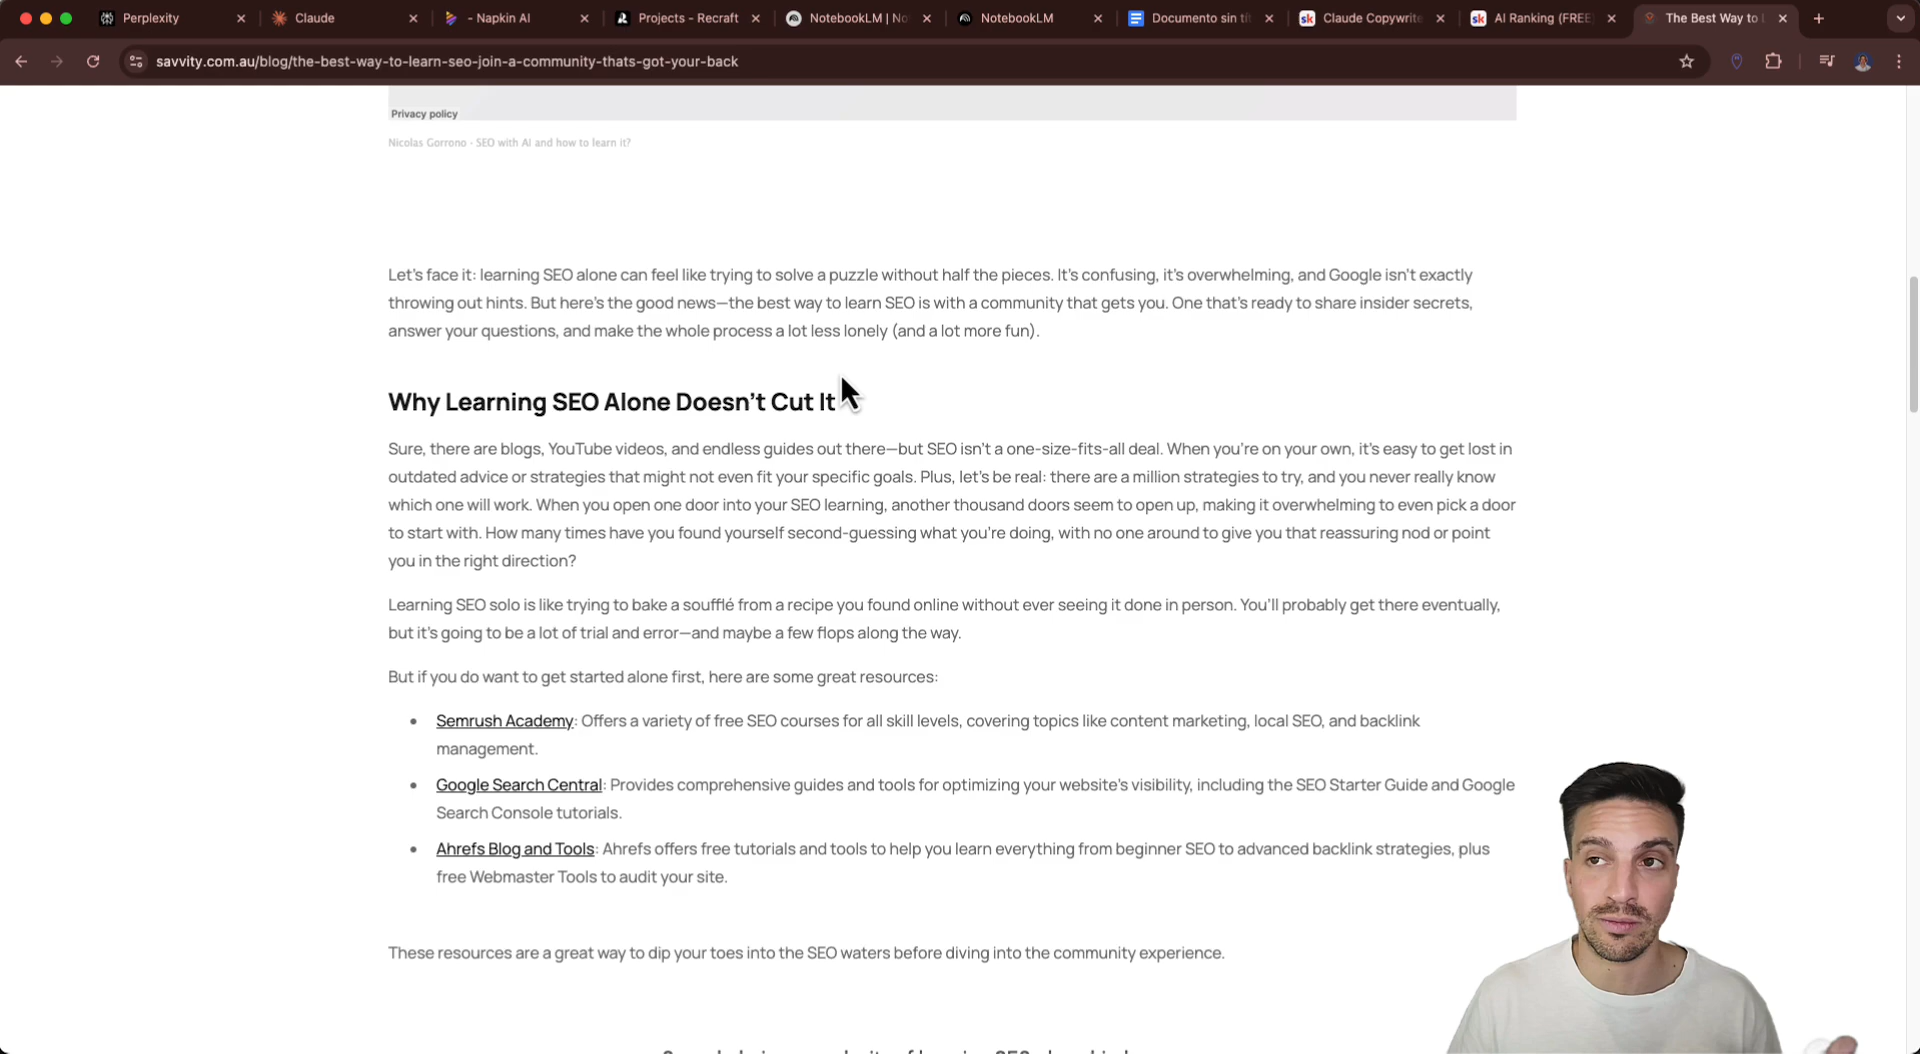 Perplexity
Claude
- Napkin AI
Projects - Recraft
NotebookLM | No
NotebookLM
Documento sin tí
Claude Copywrite
AI Ranking (FREE
The Best Way to L
savvity.com.au/blog/the-best-way-to-learn-seo-join-a-community-thats-got-your-back
Privacy policy
Nicolas Gorrono - SEO with AI and how to learn it?
Let's face it: learning SEO alone can feel like trying to solve a puzzle without half the pieces. It's confusing, it's overwhelming, and Google isn't exactly
throwing out hints. But here's the good news—the best way to learn SEO is with a community that gets you. One that's ready to share insider secrets,
answer your questions, and make the whole process a lot less lonely (and a lot more fun).
Why Learning SEO Alone Doesn't Cut It
Sure, there are blogs, YouTube videos, and endless guides out there—but SEO isn't a one-size-fits-all deal. When you're on your own, it's easy to get lost in
outdated advice or strategies that might not even fit your specific goals. Plus, let's be real: there are a million strategies to try, and you never really know
which one will work. When you open one door into your SEO learning, another thousand doors seem to open up, making it overwhelming to even pick a door
to start with. How many times have you found yourself second-guessing what you're doing, with no one around to give you that reassuring nod or point
you in the right direction?
Learning SEO solo is like trying to bake a soufflé from a recipe you found online without ever seeing it done in person. You'll probably get there eventually,
but it's going to be a lot of trial and error—and maybe a few flops along the way.
But if you do want to get started alone first, here are some great resources:
• Semrush Academy: Offers a variety of free SEO courses for all skill levels, covering topics like content marketing, local SEO, and backlink
management.
• Google Search Central: Provides comprehensive guides and tools for optimizing your website's visibility, including the SEO Starter Guide and Google
Search Console tutorials.
• Ahrefs Blog and Tools: Ahrefs offers free tutorials and tools to help you learn everything from beginner SEO to advanced backlink strategies, plus
free Webmaster Tools to audit your site.
These resources are a great way to dip your toes into the SEO waters before diving into the community experience.